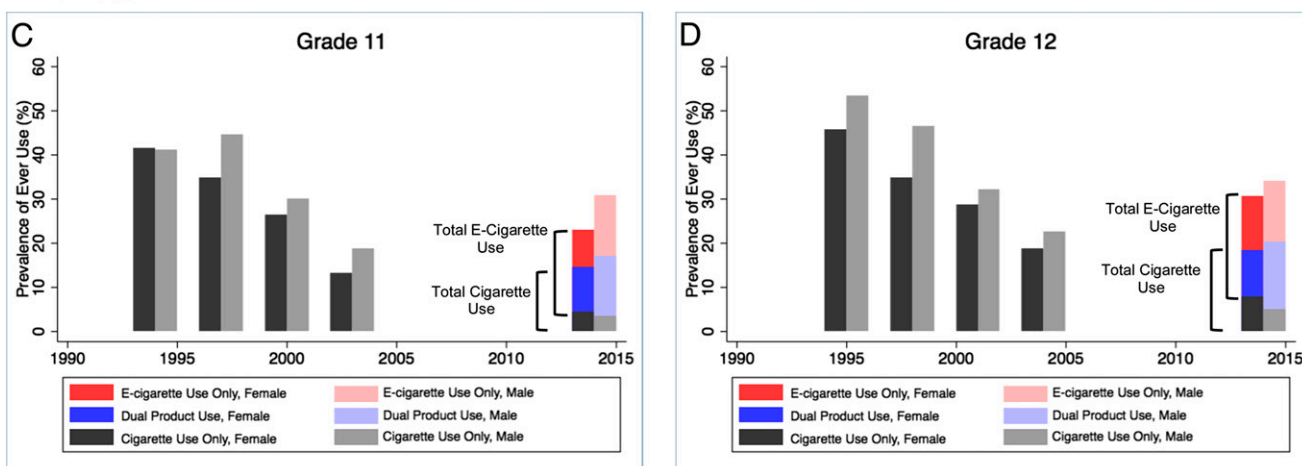 C
Grade 11
Prevalence of Ever Use (%)
60
50
40
30
20
10
0
Total E-Cigarette
Use
Total Cigarette
Use
1990 1995 2000 2005 2010 2015
E-cigarette Use Only, Female E-cigarette Use Only, Male
Dual Product Use, Female Dual Product Use, Male
Cigarette Use Only, Female Cigarette Use Only, Male
D
Grade 12
Prevalence of Ever Use (%)
60
50
40
30
20
10
0
Total E-Cigarette
Use
Total Cigarette
Use
1990 1995 2000 2005 2010 2015
E-cigarette Use Only, Female E-cigarette Use Only, Male
Dual Product Use, Female Dual Product Use, Male
Cigarette Use Only, Female Cigarette Use Only, Male